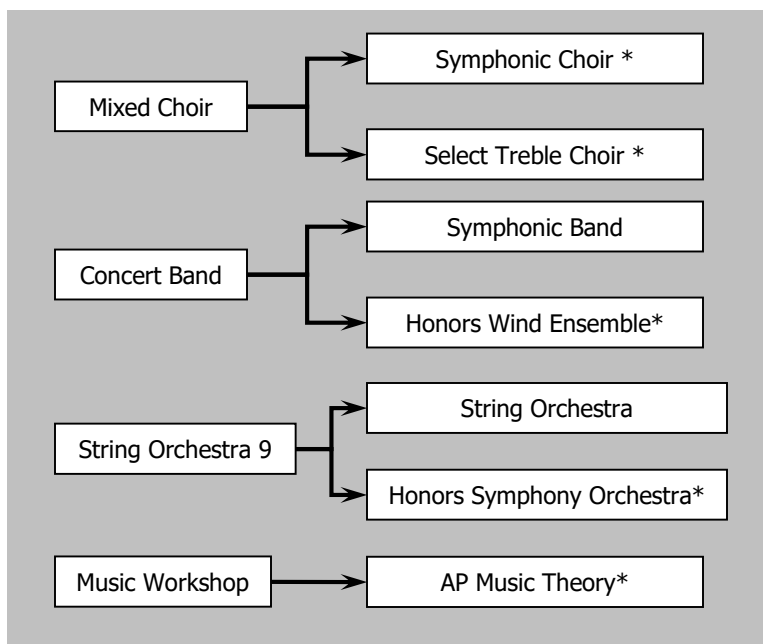 Symphonic Choir *
Mixed Choir
Select Treble Choir *
Symphonic Band
Concert Band
Honors Wind Ensemble*
String Orchestra
String Orchestra 9
Honors Symphony Orchestra*
Music Workshop
AP Music Theory*